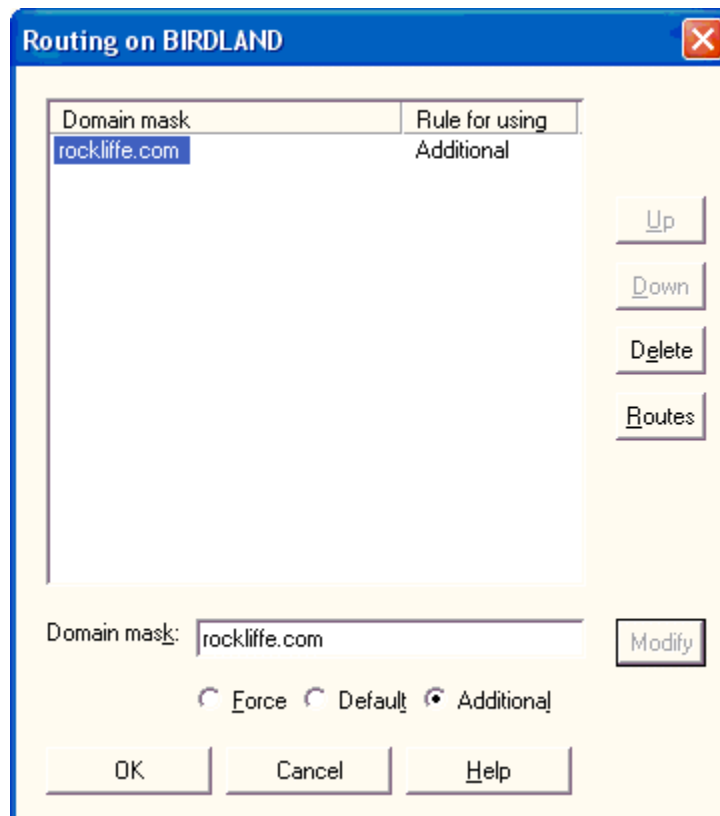 Routing on BIRDLAND
Domain mask Rule for using
rockliffe.com Additional
Up
Down
Delete
Routes
Domain mask: rockliffe.com Modify
Force Default Additional
OK Cancel Help